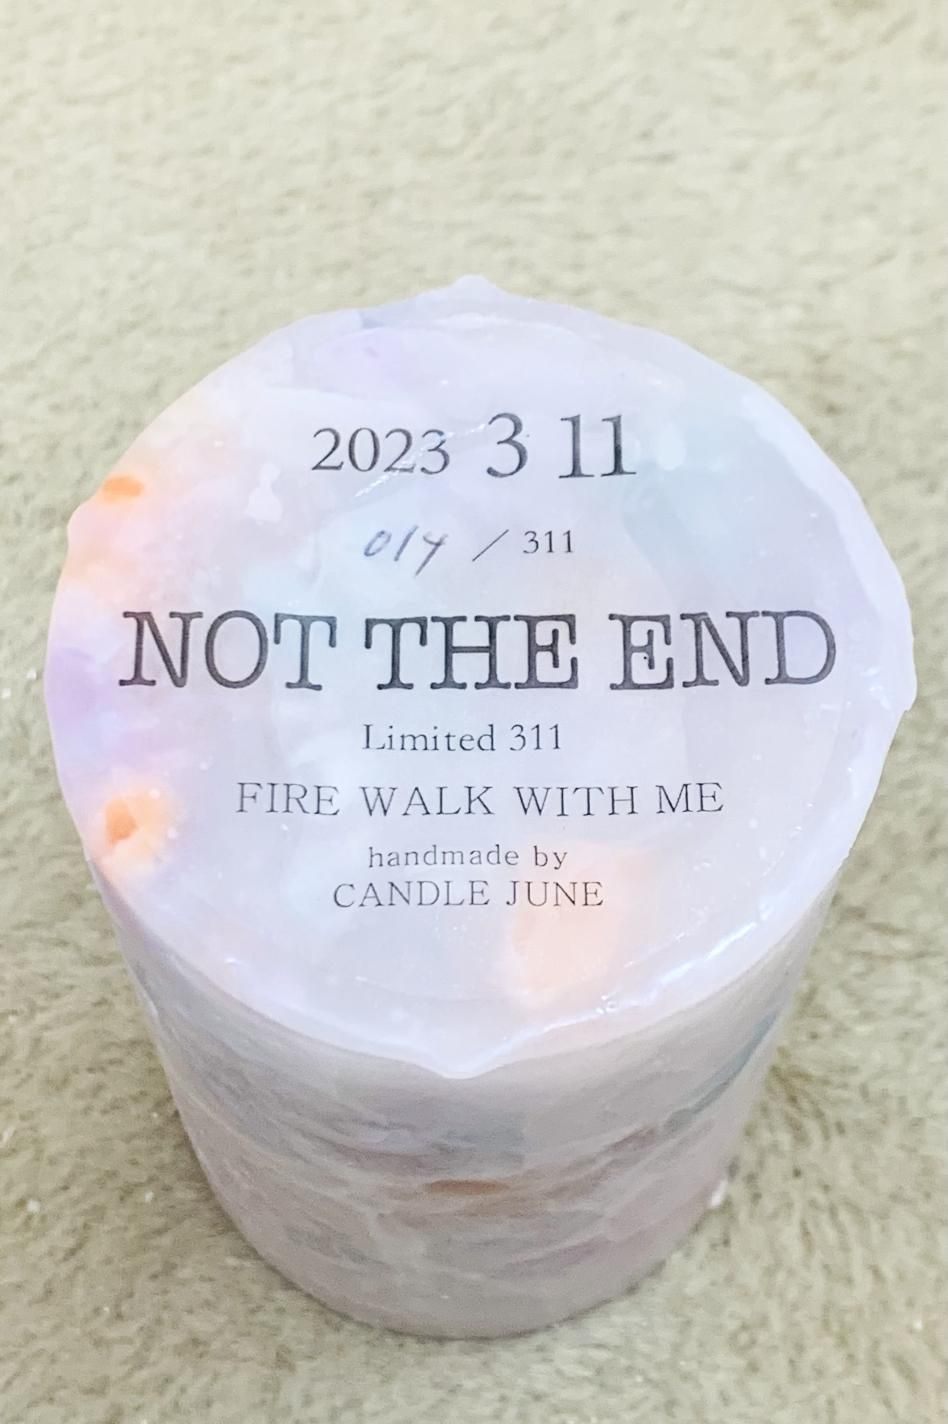 2023 3 11
014 / 311
NOT THE END
Limited 311
FIRE WALK WITH ME
handmade by
CANDLE JUNE